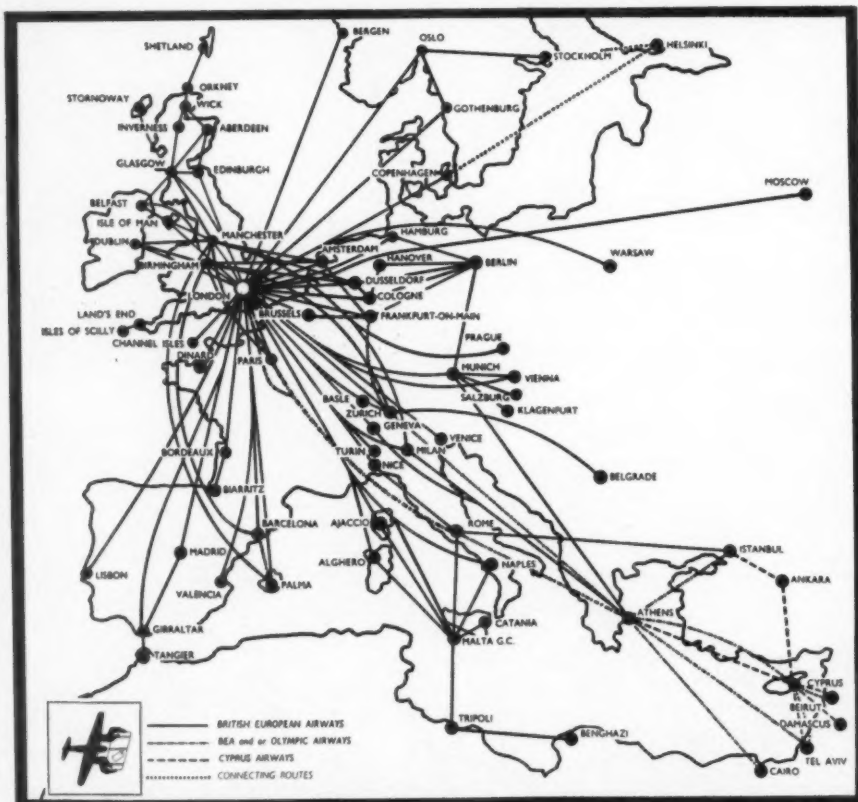 BERGEN
OSLO
SHETLAND
STOCKHOLM
HELSINKI
ORKNEY
STORNOWAY
WICK
GOTHENBURG
INVERNESS
ABERDEEN
GLASGOW
EDINBURGH
COPENHAGEN
MOSCOW
BELFAST
ISLE OF MAN
MANCHESTER
HAMBURG
DUBLIN
AMSTERDAM
WARSAW
BIRMINGHAM
HANOVER
BERLIN
DUSSELDORF
LONDON
COLOGNE
LAND'S END
BRUSSELS
FRANKFURT-ON-MAIN
ISLES OF SCILLY
CHANNEL ISLES
PRAGUE
DINARD
PARIS
MUNICH
VIENNA
BASLE
SALZBURG
ZURICH
KLAGENFURT
GENEVA
VENICE
BORDEAUX
TURIN
MILAN
NICE
BELGRADE
BIARRITZ
BARCELONA
AJACCIO
ROME
ISTANBUL
MADRID
ALGHERO
NAPLES
ANKARA
LISBON
VALENCIA
PALMA
ATHENS
GIBRALTAR
CATANIA
MALTA G.C.
TANGIER
CYPRUS
BEIRUT
DAMASCUS
TRIPOLI
BENGHAZI
TEL AVIV
CAIRO
BRITISH EUROPEAN AIRWAYS
BEA and or OLYMPIC AIRWAYS
CYPRUS AIRWAYS
CONNECTING ROUTES